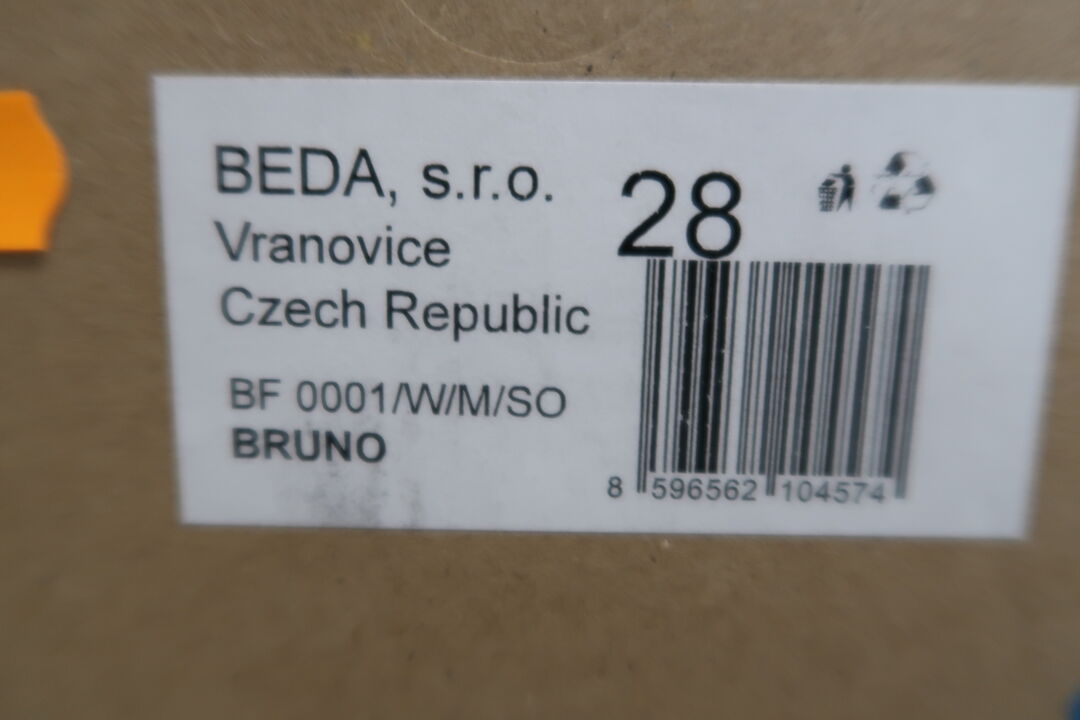 BEDA, s.r.o.
Vranovice
Czech Republic
28
BF 0001/W/M/SO
BRUNO
8 596562 104574